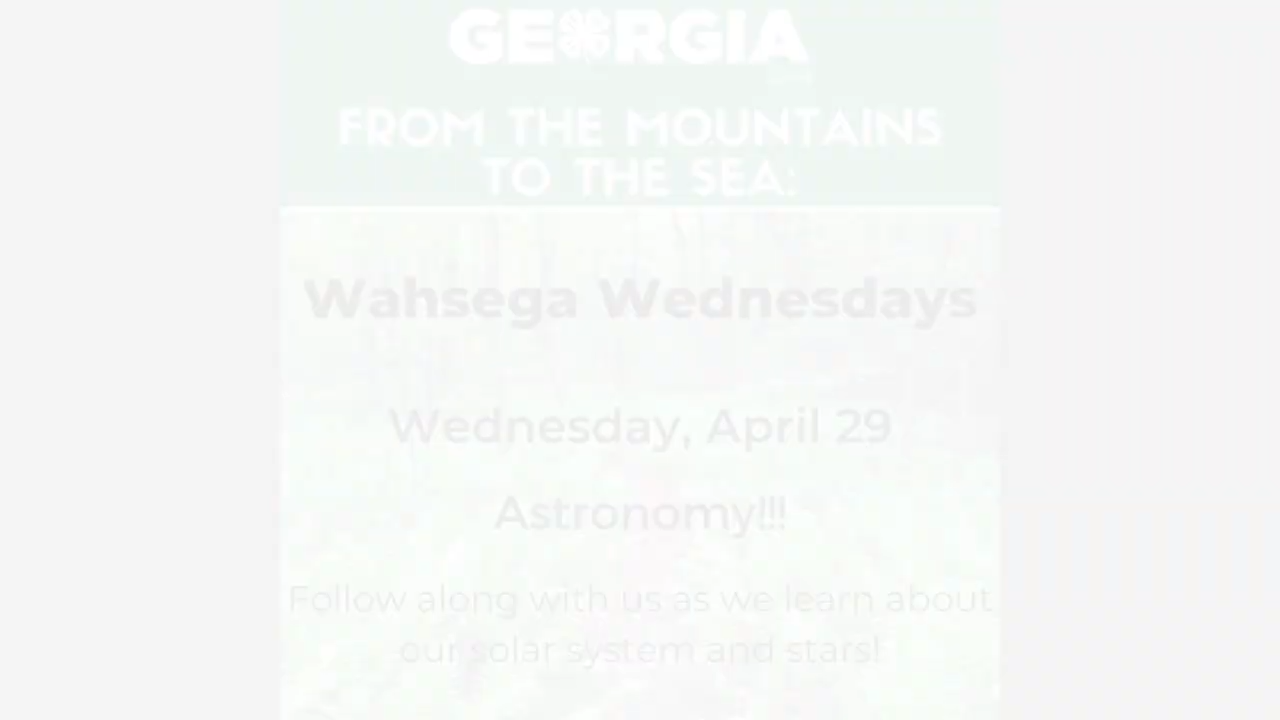 GEORGIA
FROM THE MOUNTAINS
TO THE SEA:
Wahsega Wednesdays
Wednesday, April 29
Astronomy!!!
Follow along with us as we learn about
our solar system and stars!